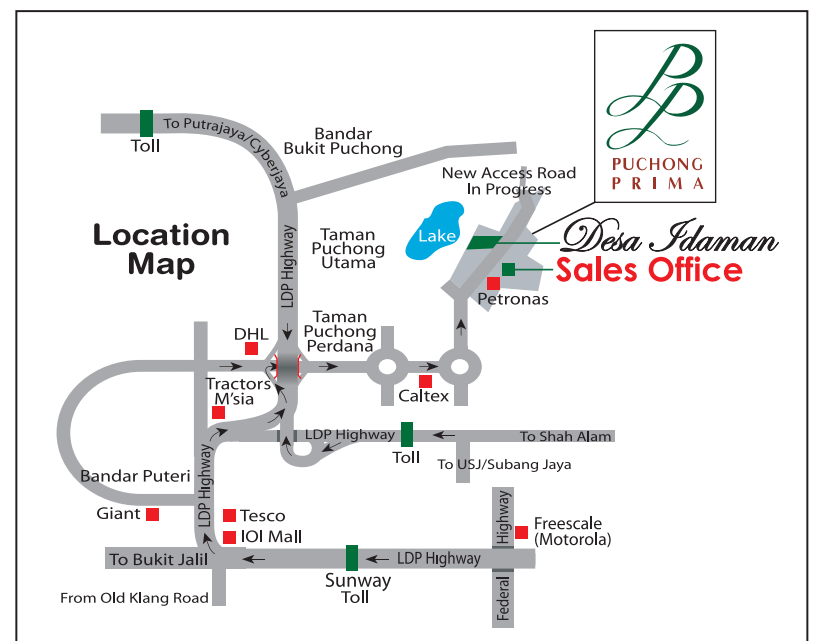 PUCHONG
PRIMA
To Putrajaya/Cyberjaya
Toll
Bandar
Bukit Puchong
New Access Road
In Progress
Location
Map
LDP Highway
Taman
Puchong
Utama
Lake
Desa Idaman
Sales Office
Petronas
Taman
Puchong
Perdana
DHL
Tractors
M'sia
Caltex
LDP Highway
Toll
To Shah Alam
To USJ/Subang Jaya
Bandar Puteri
LDP Highway
Giant
Tesco
IOI Mall
Highway
Federal
Freescale
(Motorola)
To Bukit Jalil
LDP Highway
Sunway
Toll
From Old Klang Road